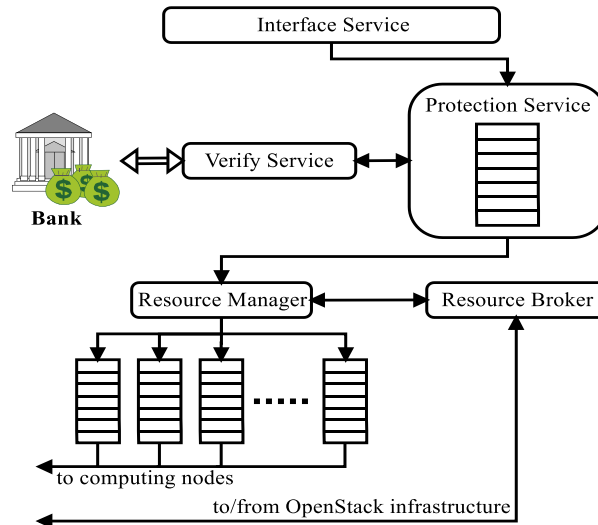 Interface Service
Protection Service
Verify Service
$
$
$
Bank
Resource Manager
Resource Broker
to computing nodes
to/from OpenStack infrastructure